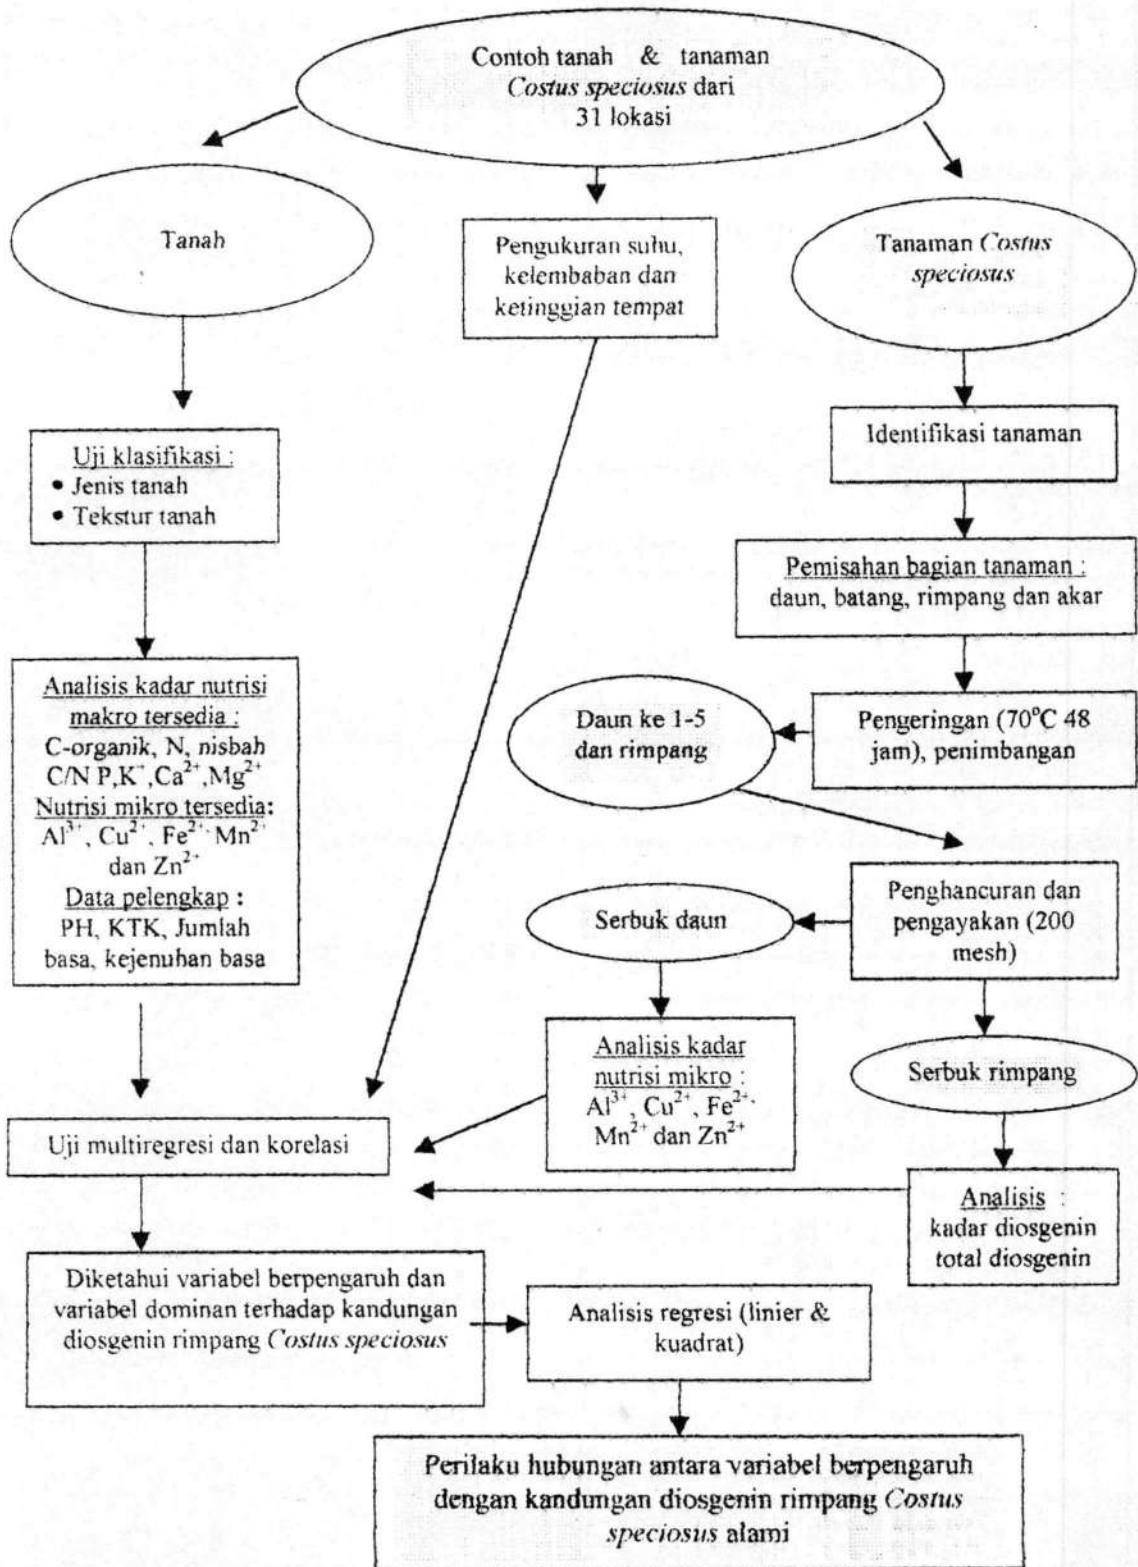 Contoh tanah & tanaman
Costus speciosus dari
31 lokasi
Tanah
Pengukuran suhu,
kelembaban dan
ketinggian tempat
Tanaman Costus
speciosus
Uji klasifikasi :
• Jenis tanah
• Tekstur tanah
Identifikasi tanaman
Pemisahan bagian tanaman :
daun, batang, rimpang dan akar
Analisis kadar nutrisi
makro tersedia :
C-organik, N, nisbah
C/N P,K⁺,Ca²⁺,Mg²⁺
Nutrisi mikro tersedia:
Al³⁺, Cu²⁺, Fe²⁺, Mn²⁺
dan Zn²⁺
Data pelengkap :
PH, KTK, Jumlah
basa, kejenuhan basa
Daun ke 1-5
dan rimpang
Pengeringan (70°C 48
jam), penimbangan
Serbuk daun
Penghancuran dan
pengayakan (200
mesh)
Analisis kadar
nutrisi mikro :
Al³⁺, Cu²⁺, Fe²⁺,
Mn²⁺ dan Zn²⁺
Serbuk rimpang
Uji multiregresi dan korelasi
Analisis :
kadar diosgenin
total diosgenin
Diketahui variabel berpengaruh dan
variabel dominan terhadap kandungan
diosgenin rimpang Costus speciosus
Analisis regresi (linier &
kuadrat)
Perilaku hubungan antara variabel berpengaruh
dengan kandungan diosgenin rimpang Costus
speciosus alami